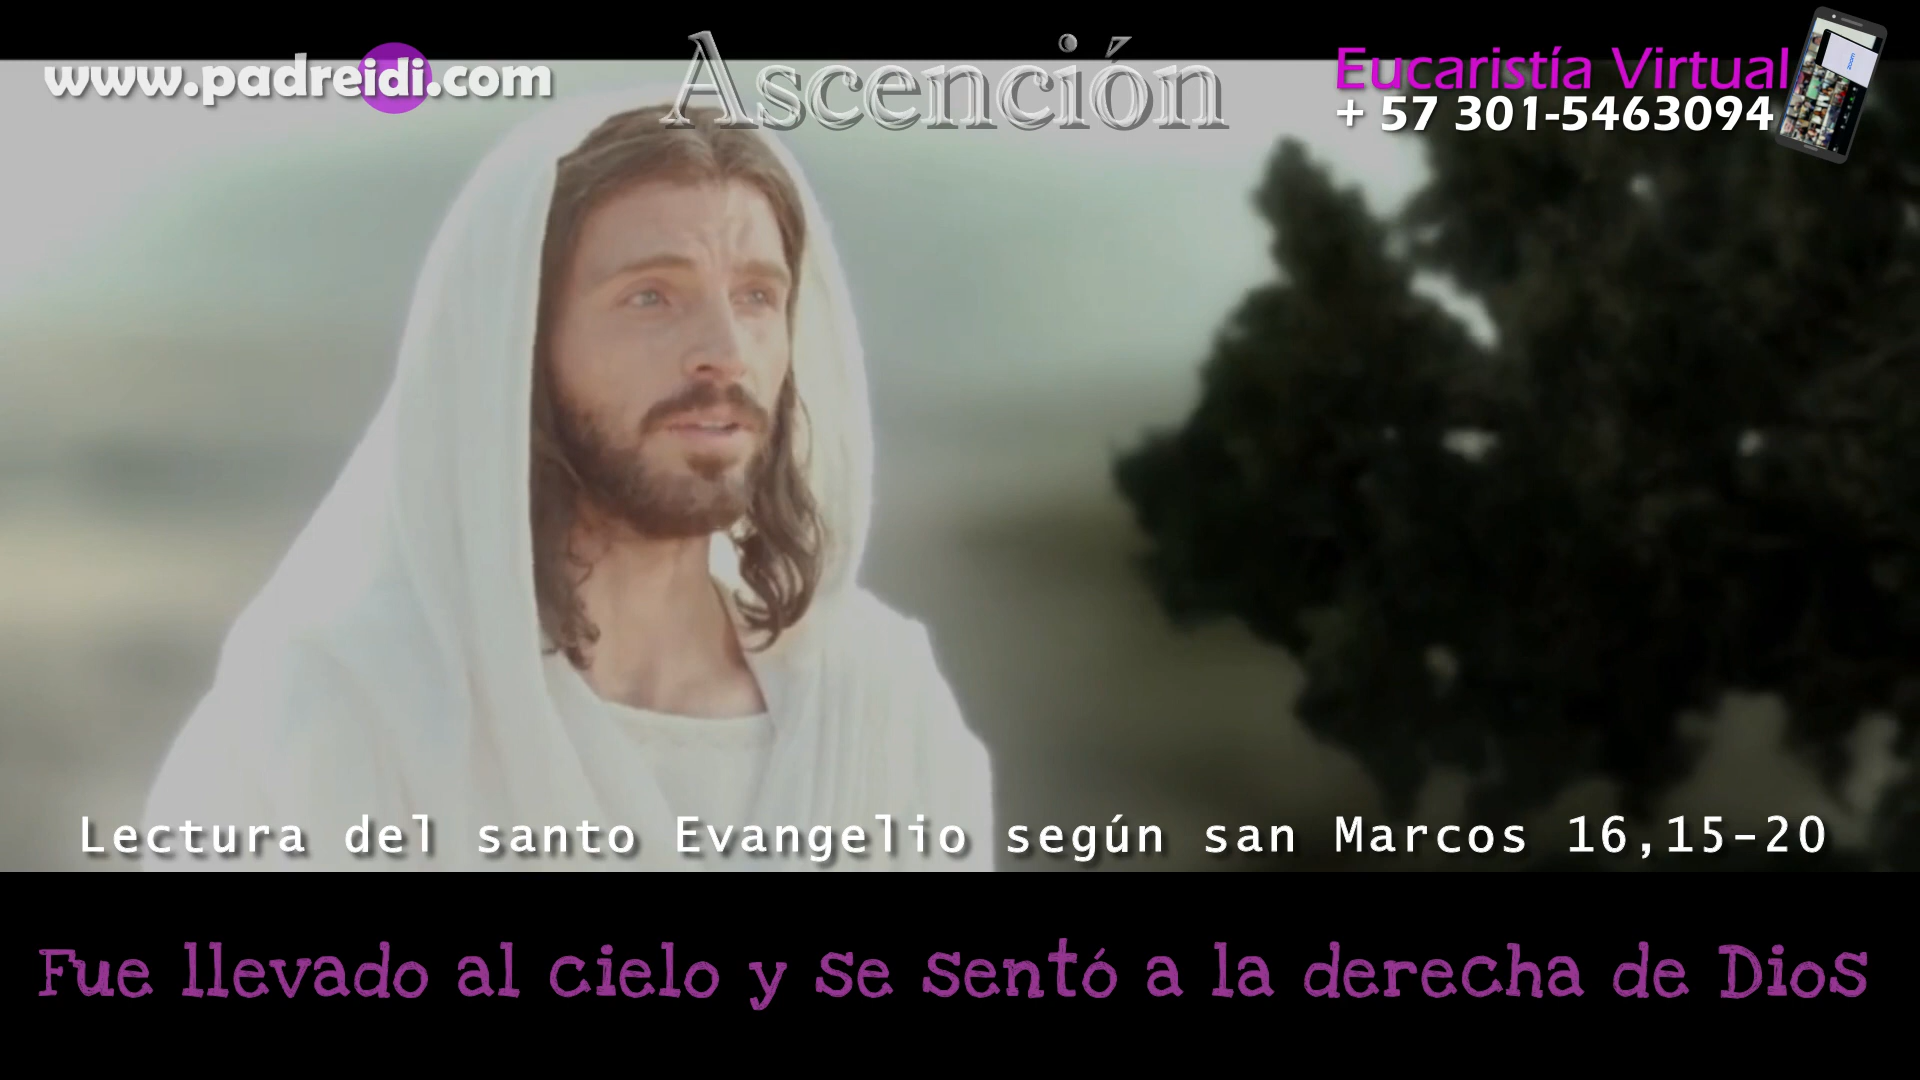 www.padreidi.com
Ascención
Eucaristía Virtual
+ 57 301-5463094
zoom
Lectura del santo Evangelio según san Marcos 16,15-20
Fue llevado al cielo y se sentó a la derecha de Dios